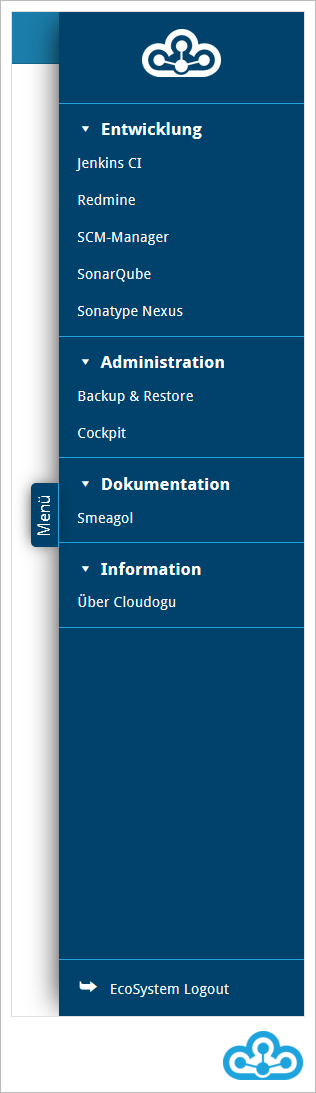 Entwicklung
Jenkins CI
Redmine
SCM-Manager
SonarQube
Sonatype Nexus
Administration
Backup & Restore
Cockpit
Dokumentation
Smeagol
Menü
Information
Über Cloudogu
EcoSystem Logout